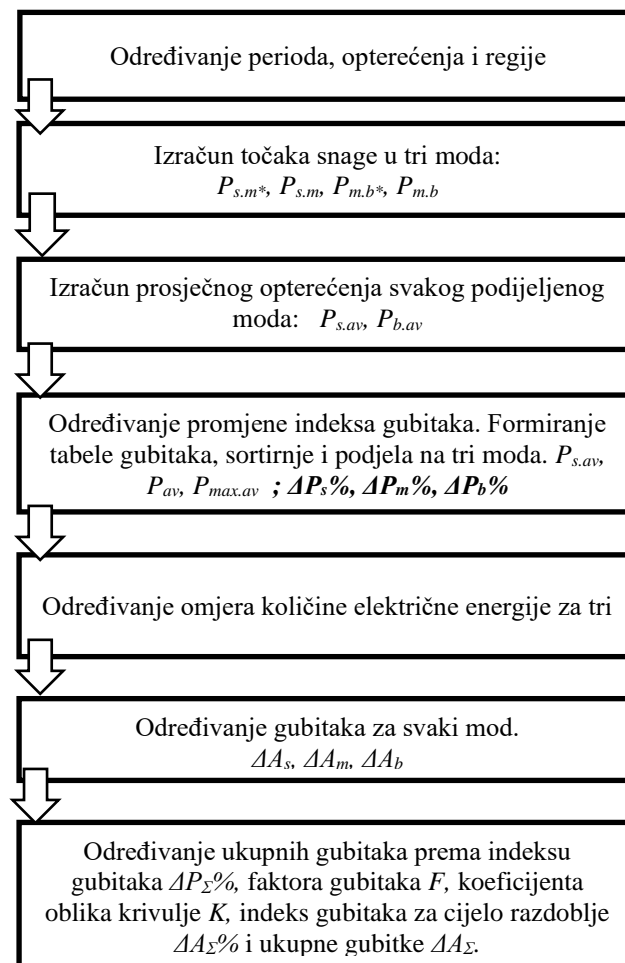 Određivanje perioda, opterećenja i regije
Izračun točaka snage u tri moda:
Ps.m*, Ps.m, Pm.b*, Pm.b
Izračun prosječnog opterećenja svakog podijeljenog
moda: Ps.av, Pb.av
Određivanje promjene indeksa gubitaka. Formiranje
tabele gubitaka, sortirnje i podjela na tri moda. Ps.av,
Pav, Pmax.av ; ΔPs%, ΔPm%, ΔPb%
Određivanje omjera količine električne energije za tri
Određivanje gubitaka za svaki mod.
ΔAs, ΔAm, ΔAb
Određivanje ukupnih gubitaka prema indeksu
gubitaka ΔPΣ%, faktora gubitaka F, koeficijenta
oblika krivulje K, indeks gubitaka za cijelo razdoblje
ΔAΣ% i ukupne gubitke ΔAΣ.